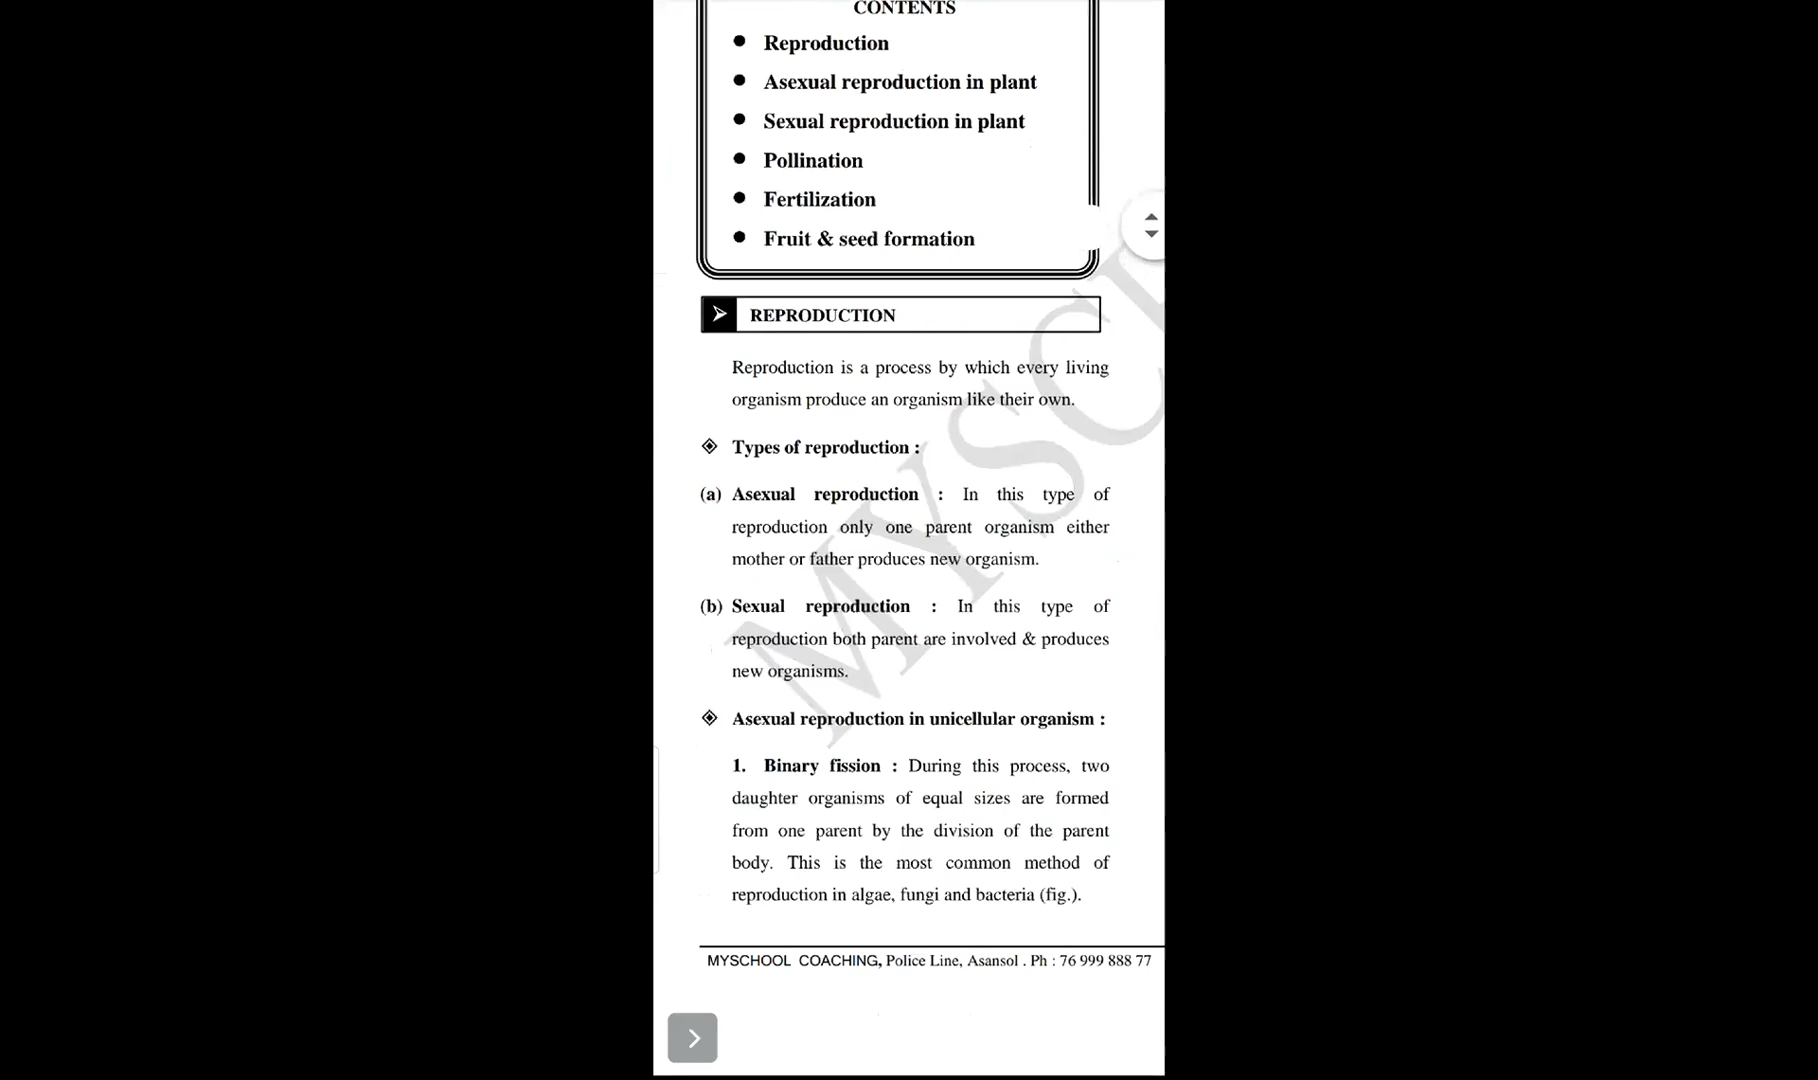 CONTENTS
● Reproduction
● Asexual reproduction in plant
● Sexual reproduction in plant
● Pollination
● Fertilization
● Fruit & seed formation
➢ REPRODUCTION
Reproduction is a process by which every living
organism produce an organism like their own.
◈ Types of reproduction :
(a) Asexual reproduction : In this type of
reproduction only one parent organism either
mother or father produces new organism.
(b) Sexual reproduction : In this type of
reproduction both parent are involved & produces
new organisms.
◈ Asexual reproduction in unicellular organism :
1. Binary fission : During this process, two
daughter organisms of equal sizes are formed
from one parent by the division of the parent
body. This is the most common method of
reproduction in algae, fungi and bacteria (fig.).
MYSCHOOL COACHING, Police Line, Asansol . Ph : 76 999 888 77
MYSC